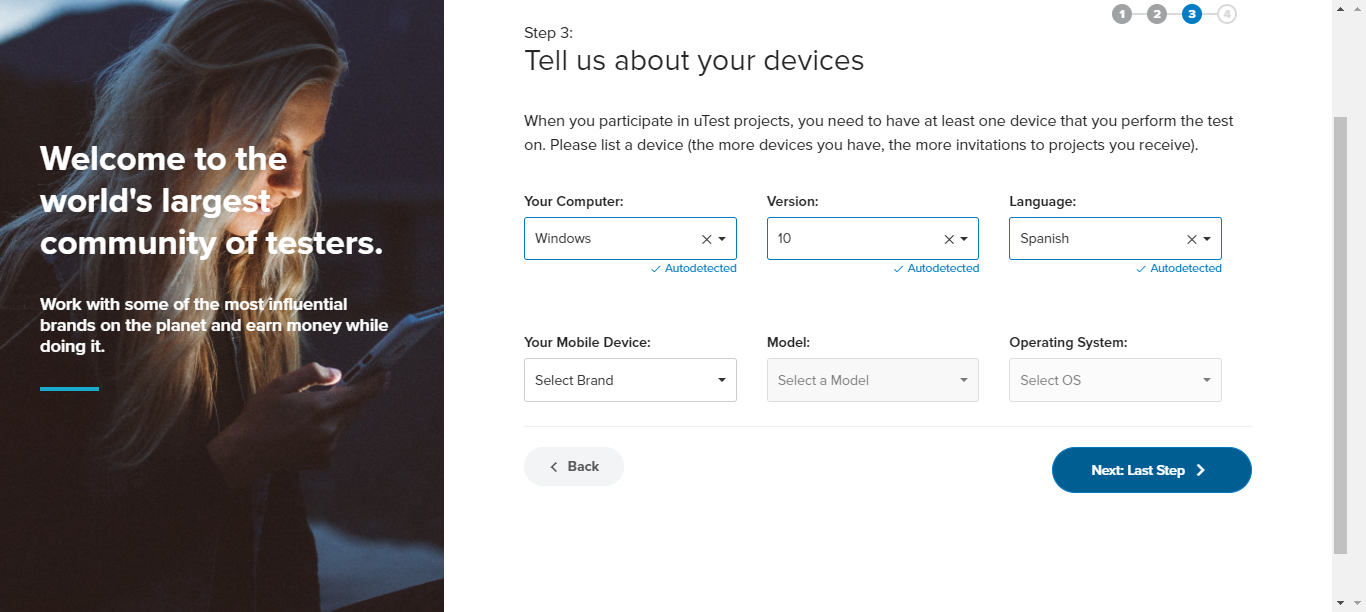 Welcome to the
world's largest
community of testers.
Work with some of the most influential
brands on the planet and earn money while
doing it.
1 2 3 4
Step 3:
Tell us about your devices
When you participate in uTest projects, you need to have at least one device that you perform the test
on. Please list a device (the more devices you have, the more invitations to projects you receive).
Your Computer: Version: Language:
Windows 10 Spanish
Autodetected Autodetected Autodetected
Your Mobile Device: Model: Operating System:
Select Brand Select a Model Select OS
Back Next: Last Step